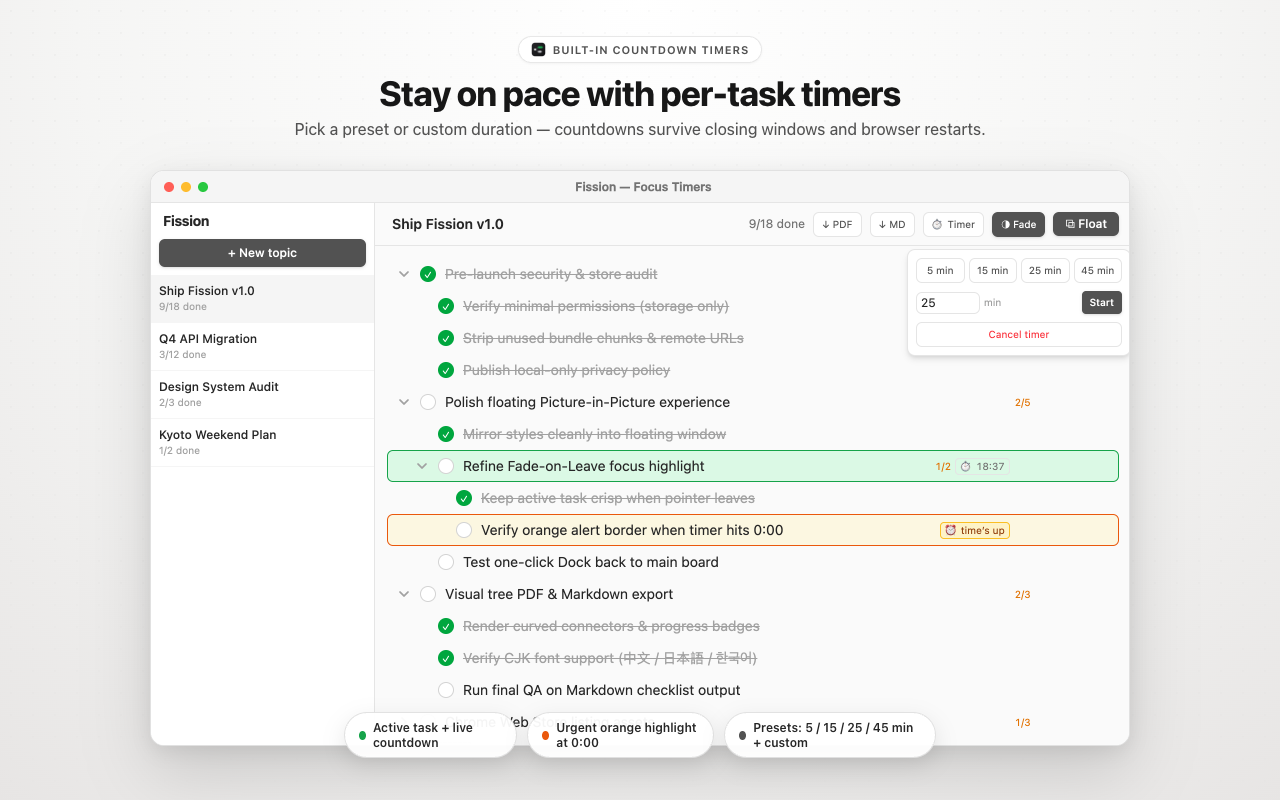 BUILT-IN COUNTDOWN TIMERS
Stay on pace with per-task timers
Pick a preset or custom duration — countdowns survive closing windows and browser restarts.
Fission — Focus Timers
Fission
+ New topic
Ship Fission v1.0
9/18 done
Q4 API Migration
3/12 done
Design System Audit
2/3 done
Kyoto Weekend Plan
1/2 done
Ship Fission v1.0
9/18 done
↓ PDF
↓ MD
⏱ Timer
Fade
Float
5 min
15 min
25 min
45 min
25 min
Start
Cancel timer
Pre-launch security & store audit
Verify minimal permissions (storage only)
Strip unused bundle chunks & remote URLs
Publish local-only privacy policy
Polish floating Picture-in-Picture experience 2/5
Mirror styles cleanly into floating window
Refine Fade-on-Leave focus highlight 1/2 ⏱ 18:37
Keep active task crisp when pointer leaves
Verify orange alert border when timer hits 0:00 ⏰ time's up
Test one-click Dock back to main board
Visual tree PDF & Markdown export 2/3
Render curved connectors & progress badges
Verify CJK font support (中文 / 日本語 / 한국어)
Run final QA on Markdown checklist output
Web 1/3
Active task + live
countdown
Urgent orange highlight
at 0:00
Presets: 5 / 15 / 25 / 45 min
+ custom